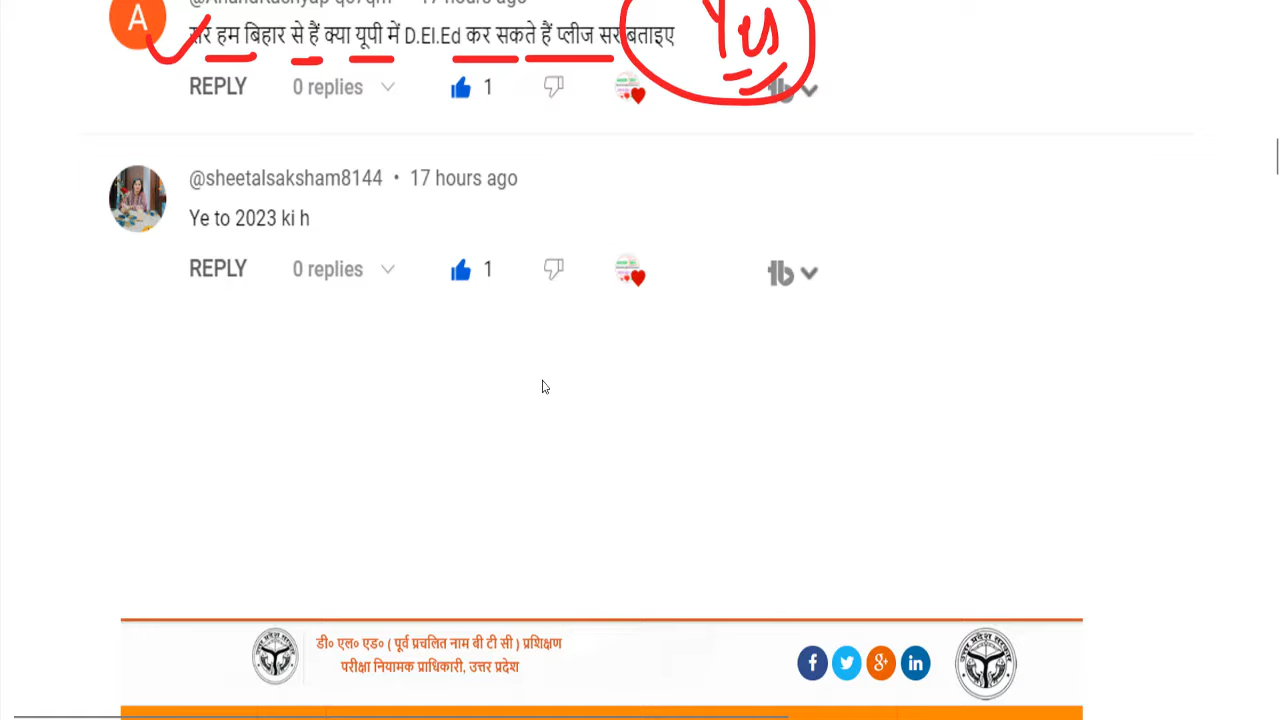 सर हम बिहार से हैं क्या यूपी में D.El.Ed कर सकते हैं प्लीज सर बताइए
Yes
REPLY 0 replies 1
@sheetalsaksham8144 • 17 hours ago
Ye to 2023 ki h
REPLY 0 replies 1
डी० एल० एड० ( पूर्व प्रचलित नाम बी टी सी ) प्रशिक्षण
परीक्षा नियामक प्राधिकारी, उत्तर प्रदेश